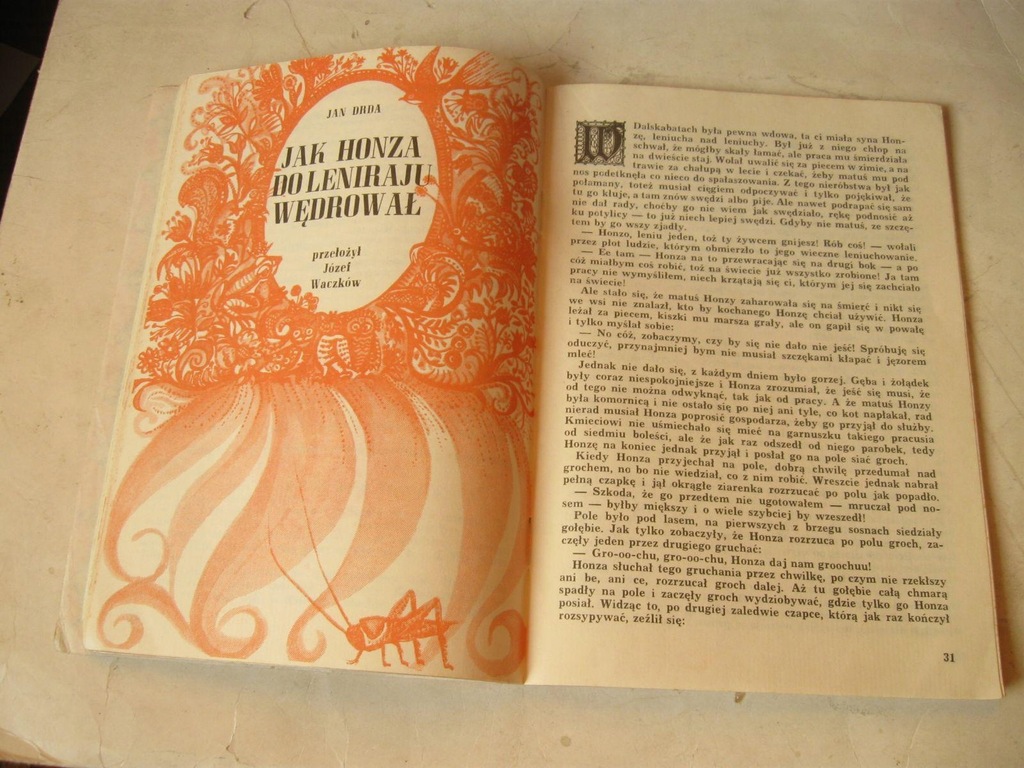 JAN DRDA
JAK HONZA
DO LENIRAJU
WĘDROWAŁ
przełożył
Józef
Waczków
W Dalskabatach była pewna wdowa, ta ci miała syna Hon-
zę, leniucha nad leniuchy. Był już z niego chłop na
schwał, że mógłby skały łamać, ale praca mu śmierdziała
na dwieście staj. Wolał uwalić się za piecem w zimie, a na
trawie za chałupą w lecie i czekać, żeby matuś mu pod
nos podetknęła co nieco do spałaszowania. Z tego nieróbstwa był jak
połamany, toteż musiał cięgiem odpoczywać i tylko pojękiwał, że
tu go kłuje, a tam znów swędzi albo pije. Ale nawet podrapać się sam
nie dał rady, choćby go nie wiem jak swędziało, rękę podnosić aż
ku potylicy — to już niech lepiej swędzi. Gdyby nie matuś, ze szczę-
tem by go wszy zjadły.
— Honzo, leniu jeden, toż ty żywcem gnijesz! Rób coś! — wołali
przez płot ludzie, którym obmierzło to jego wieczne leniuchowanie.
— Ee tam — Honza na to przewracając się na drugi bok — a po
cóż miałbym coś robić, toż na świecie już wszystko zrobione! Ja tam
pracy nie wymyśliłem, niech krzątają się ci, którym jej się zachciało
na świecie!
Ale stało się, że matuś Honzy zaharowała się na śmierć i nikt się
we wsi nie znalazł, kto by kochanego Honzę chciał używić. Honza
leżał za piecem, kiszki mu marsza grały, ale on gapił się w powałę
i tylko myślał sobie:
— No cóż, zobaczymy, czy by się nie dało nie jeść! Spróbuję się
oduczyć, przynajmniej bym nie musiał szczękami kłapać i jęzorem
mleć!
Jednak nie dało się, z każdym dniem było gorzej. Gęba i żołądek
były coraz niespokojniejsze i Honza zrozumiał, że jeść się musi, że
od tego nie można odwyknąć, tak jak od pracy. A że matuś Honzy
była komornicą i nie ostało się po niej ani tyle, co kot napłakał, rad
nierad musiał Honza poprosić gospodarza, żeby go przyjął do służby.
Kmieciowi nie uśmiechało się mieć na garnuszku takiego pracusia
od siedmiu boleści, ale że jak raz odszedł od niego parobek, tedy
Honzę na koniec jednak przyjął i posłał go na pole siać groch.
Kiedy Honza przyjechał na pole, dobrą chwilę przedumał nad
grochem, no bo nie wiedział, co z nim robić. Wreszcie jednak nabrał
pełną czapkę i jął okrągłe ziarenka rozrzucać po polu jak popadło.
— Szkoda, że go przedtem nie ugotowałem — mruczał pod no-
sem — byłby miększy i o wiele szybciej by wzeszedł!
Pole było pod lasem, na pierwszych z brzegu sosnach siedziały
gołębie. Jak tylko zobaczyły, że Honza rozrzuca po polu groch, za-
częły jeden przez drugiego gruchać:
— Gro-oo-chu, gro-oo-chu, Honza daj nam groochuu!
Honza słuchał tego gruchania przez chwilkę, po czym nie rzekłszy
ani be, ani ce, rozrzucał groch dalej. Aż tu gołębie całą chmarą
spadły na pole i zaczęły groch wydziobywać, gdzie tylko go Honza
posiał. Widząc to, po drugiej zaledwie czapce, którą jak raz kończył
rozsypywać, zeźlił się:
31